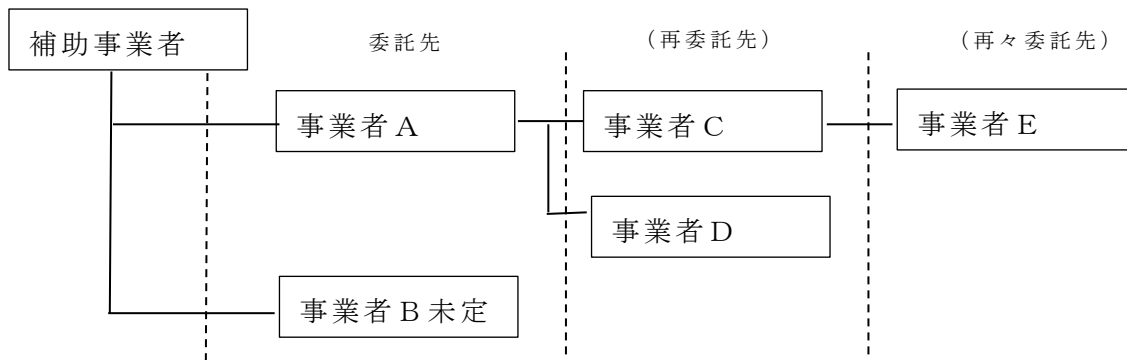 補助事業者
委託先
(再委託先)
(再々委託先)
事業者A
事業者C
事業者E
事業者D
事業者B未定